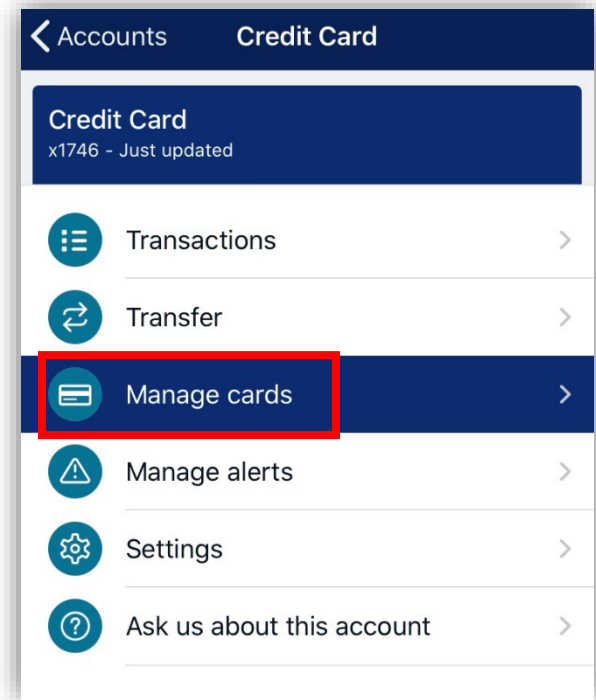 Accounts Credit Card
Credit Card
x1746 - Just updated
Transactions
Transfer
Manage cards
Manage alerts
Settings
Ask us about this account